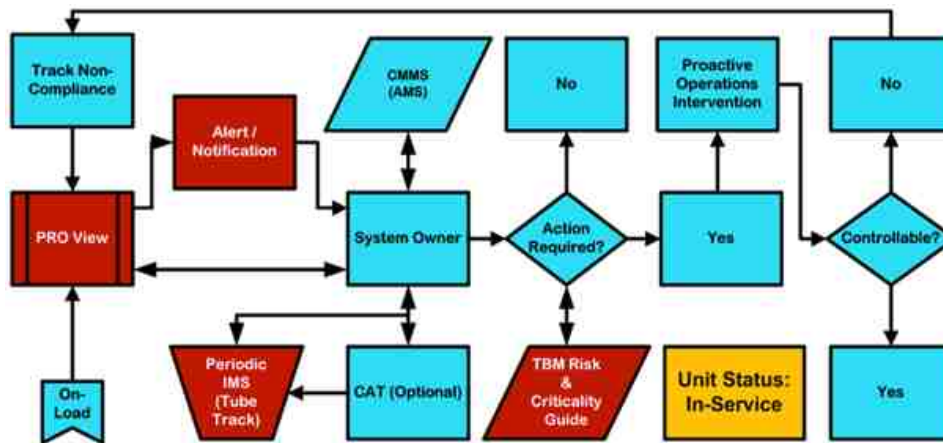 Track Non-
Compliance
Alert /
Notification
CMMS
(AMS)
No
Proactive
Operations
Intervention
No
PRO View
System Owner
Action
Required?
Yes
Controllable?
On-
Load
Periodic
IMS
(Tube
Track)
CAT (Optional)
TBM Risk
&
Criticality
Guide
Unit Status:
In-Service
Yes